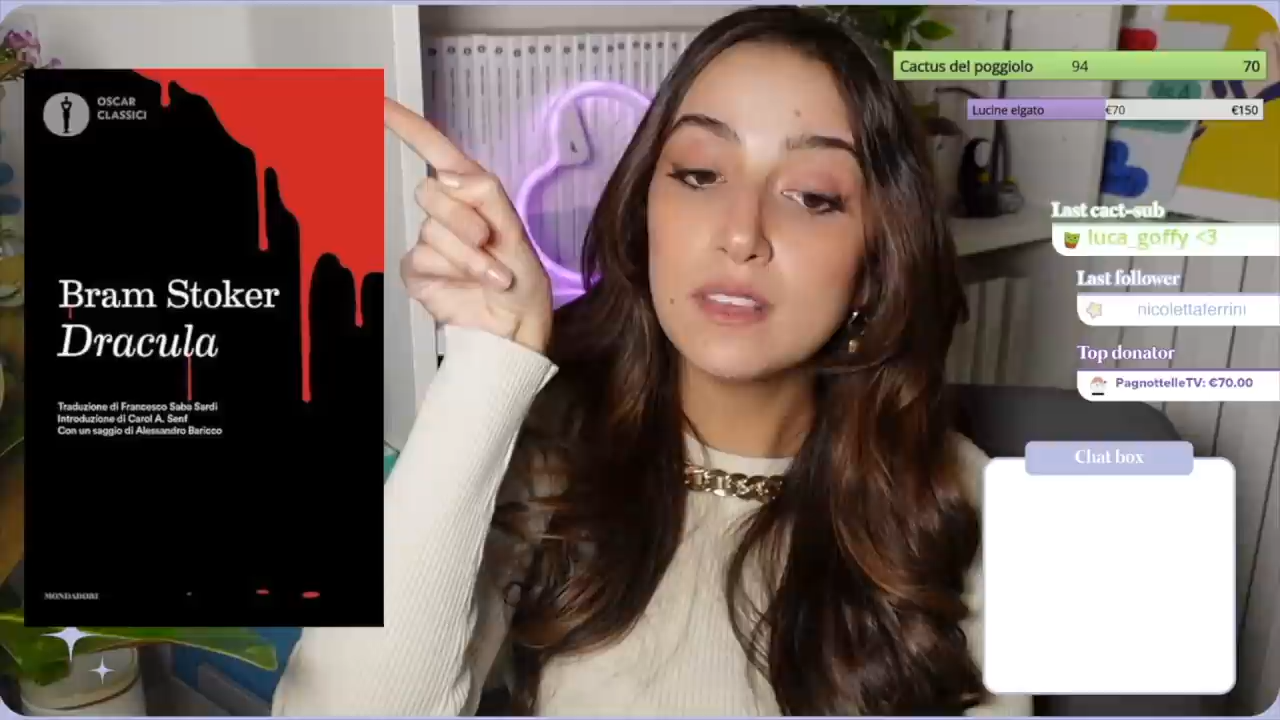 OSCAR
CLASSICI
Bram Stoker
Dracula
Traduzione di Francesco Saba Sardi
Introduzione di Carol A. Senf
Con un saggio di Alessandro Baricco
MONDADORI
Cactus del poggiolo 94 70
Lucine elgato €70 €150
Last cact-sub
luca_goffy <3
Last follower
nicolettaferrini
Top donator
PagnottelleTV: €70.00
Chat box